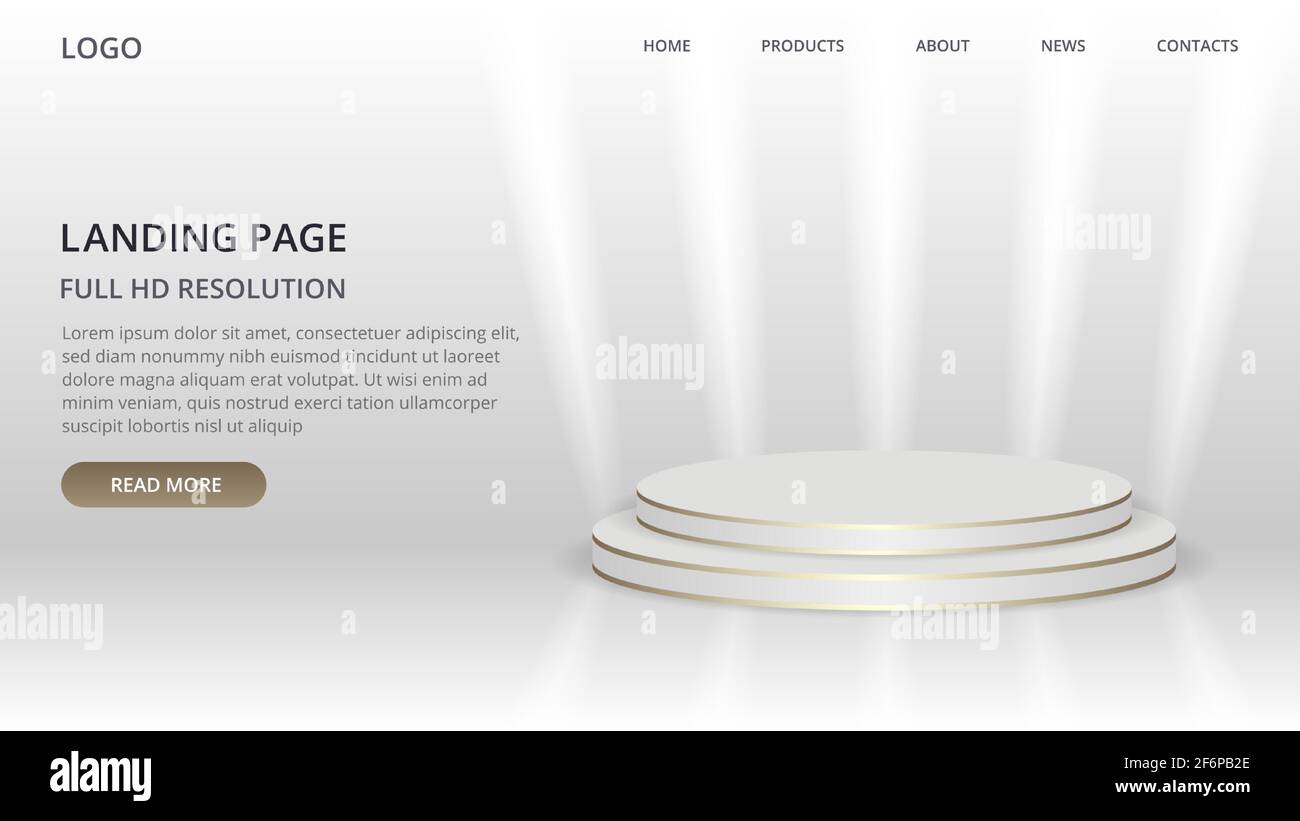 LOGO
HOME PRODUCTS ABOUT NEWS CONTACTS
LANDING PAGE
FULL HD RESOLUTION
Lorem ipsum dolor sit amet, consectetuer adipiscing elit,
sed diam nonummy nibh euismod tincidunt ut laoreet
dolore magna aliquam erat volutpat. Ut wisi enim ad
minim veniam, quis nostrud exerci tation ullamcorper
suscipit lobortis nisl ut aliquip
READ MORE
a a a a
alamy a a alamy
a a alamy a a
a a a a
alamy a a alamy a
alamy
Image ID: 2F6PB2E
www.alamy.com